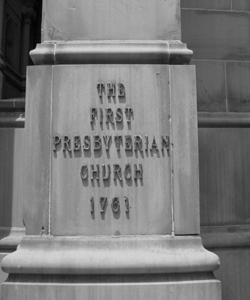 THE
FIRST
PRESBYTERIAN
CHURCH
1761